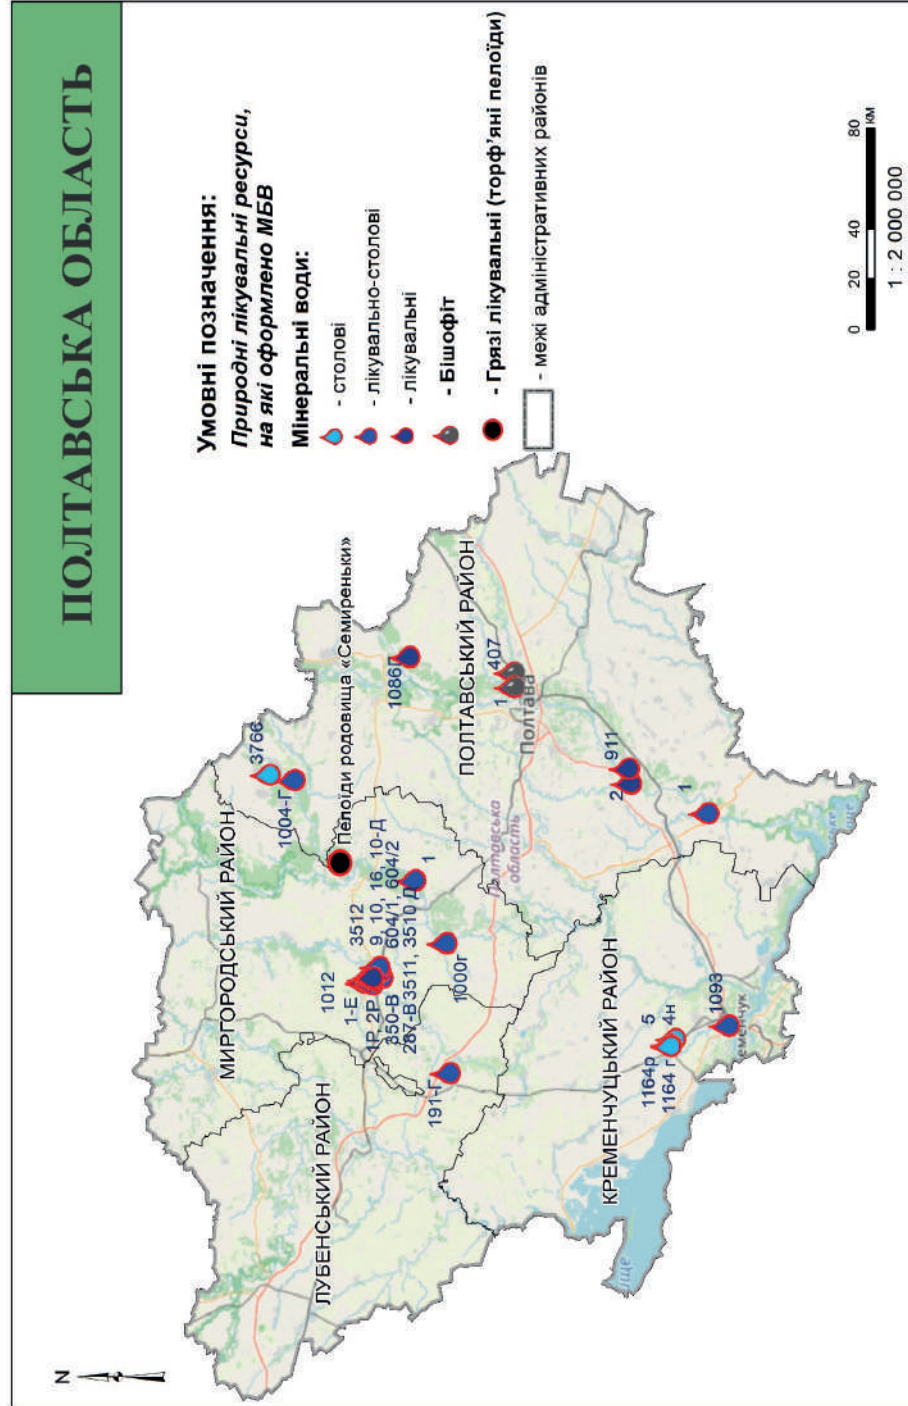 ПОЛТАВСЬКА ОБЛАСТЬ
Умовні позначення:
Природні лікувальні ресурси,
на які оформлено МБВ
Мінеральні води:
- столові
- лікувально-столові
- лікувальні
- Бішофіт
- Грязі лікувальні (торф'яні пелоїди)
- межі адміністративних районів
0 20 40 80 км
1 : 2 000 000
N
МИРГОРОДСЬКИЙ РАЙОН
3766
1004-Г
Пелоїди родовища «Семиреньки»
ЛУБЕНСЬКИЙ РАЙОН
1012
3512
1-Е
9, 10, 16, 10-Д
1Р, 2Р
604/1, 604/2
350-В
287-В
3511, 3510 Д
1
1086Г
191-Г
1000г
ПОЛТАВСЬКИЙ РАЙОН
1
407
Полтава
Полтавська
область
КРЕМЕНЧУЦЬКИЙ РАЙОН
2
911
1
1164р
5
1164 г
4н
1093
еменчук
ище